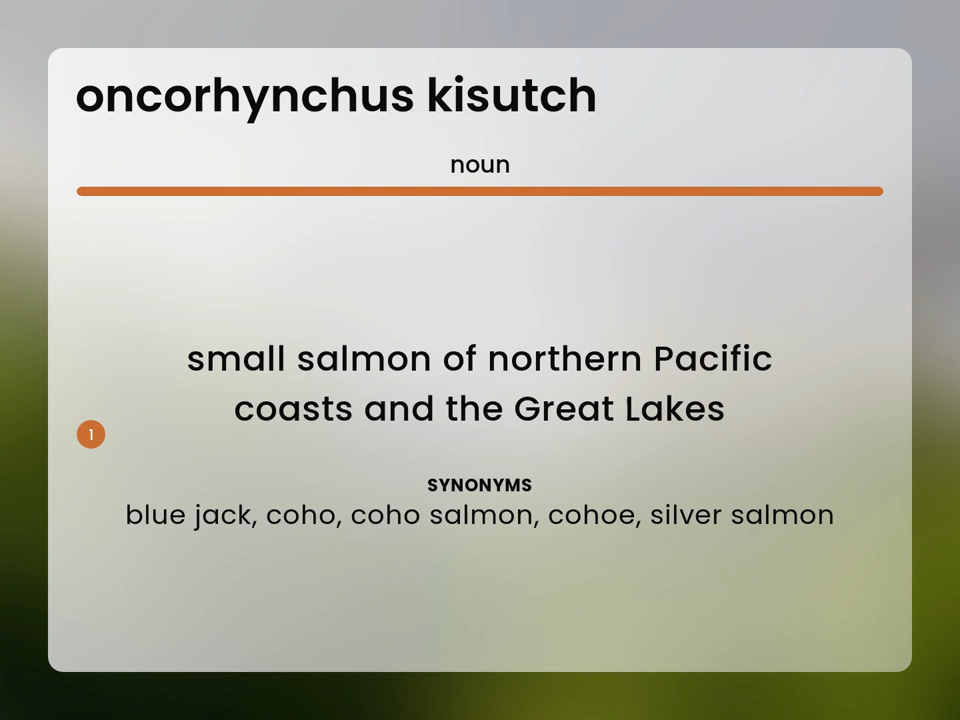 oncorhynchus kisutch
noun
small salmon of northern Pacific
coasts and the Great Lakes
1
SYNONYMS
blue jack, coho, coho salmon, cohoe, silver salmon